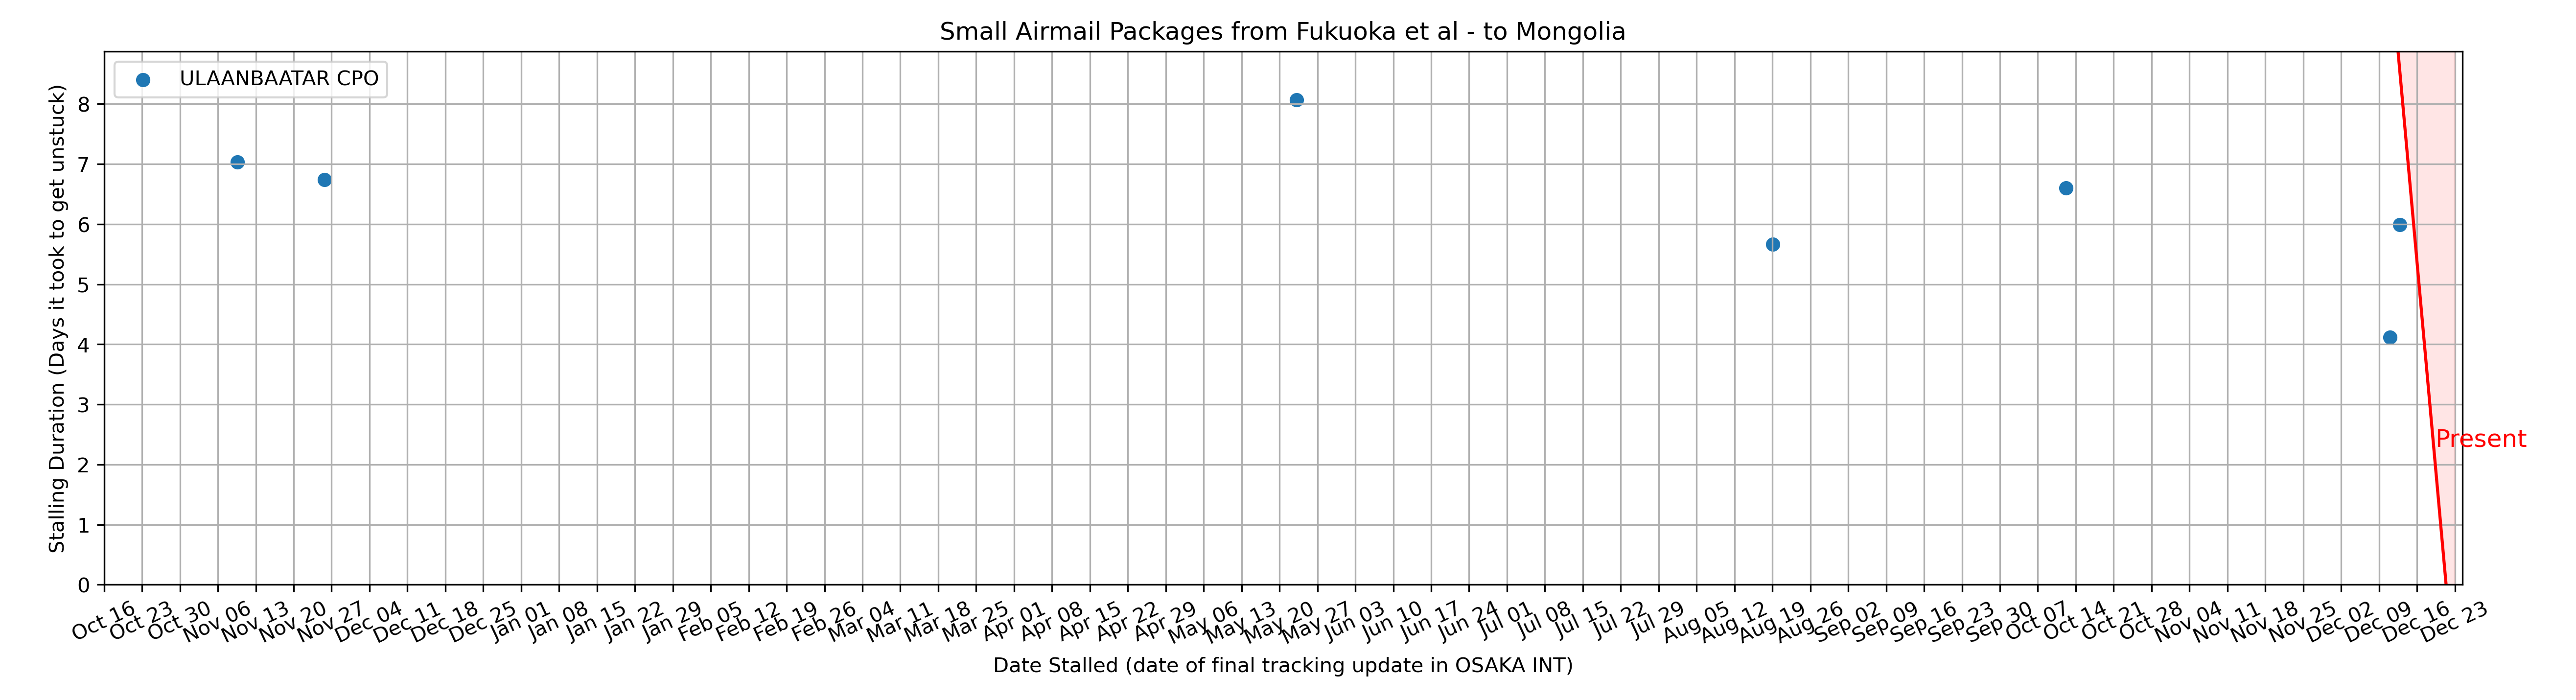 Small Airmail Packages from Fukuoka et al - to Mongolia
ULAANBAATAR CPO
Stalling Duration (Days it took to get unstuck)
8
7
6
5
4
3
2
1
0
Present
Oct 16
Oct 23
Oct 30
Nov 06
Nov 13
Nov 20
Nov 27
Dec 04
Dec 11
Dec 18
Dec 25
Jan 01
Jan 08
Jan 15
Jan 22
Jan 29
Feb 05
Feb 12
Feb 19
Feb 26
Mar 04
Mar 11
Mar 18
Mar 25
Apr 01
Apr 08
Apr 15
Apr 22
Apr 29
May 06
May 13
May 20
May 27
Jun 03
Jun 10
Jun 17
Jun 24
Jul 01
Jul 08
Jul 15
Jul 22
Jul 29
Aug 05
Aug 12
Aug 19
Aug 26
Sep 02
Sep 09
Sep 16
Sep 23
Sep 30
Oct 07
Oct 14
Oct 21
Oct 28
Nov 04
Nov 11
Nov 18
Nov 25
Dec 02
Dec 09
Dec 16
Dec 23
Date Stalled (date of final tracking update in OSAKA INT)